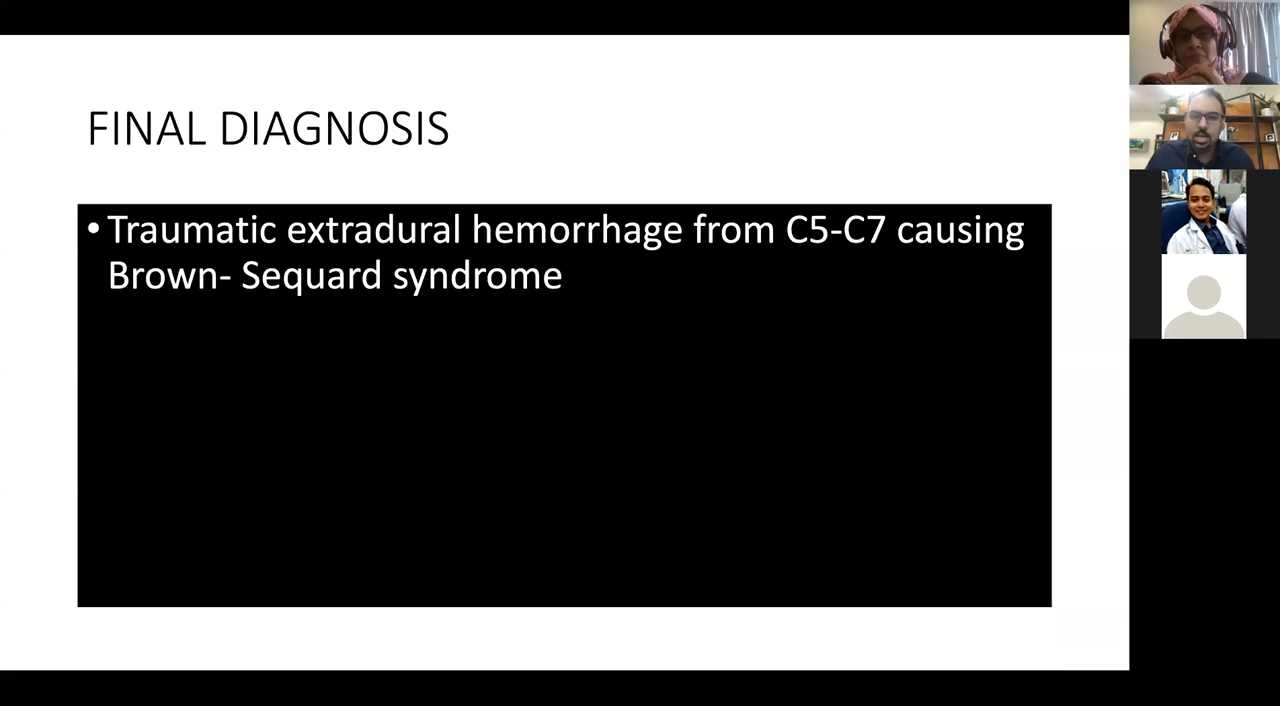 FINAL DIAGNOSIS
• Traumatic extradural hemorrhage from C5-C7 causing
Brown- Sequard syndrome